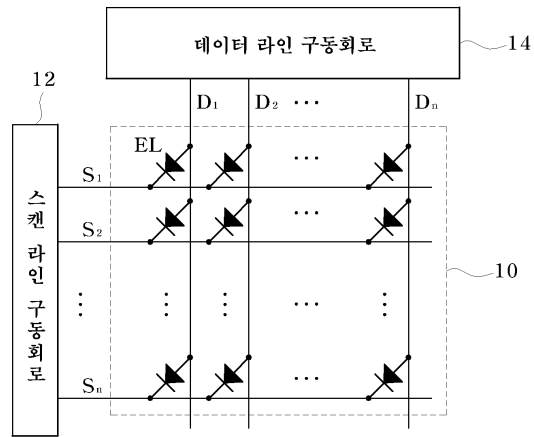 데이터 라인 구동회로
14
12
D1 D2 ··· Dn
EL
···
S1
···
S2
10
스캔 라인 구동회로
···
Sn
···